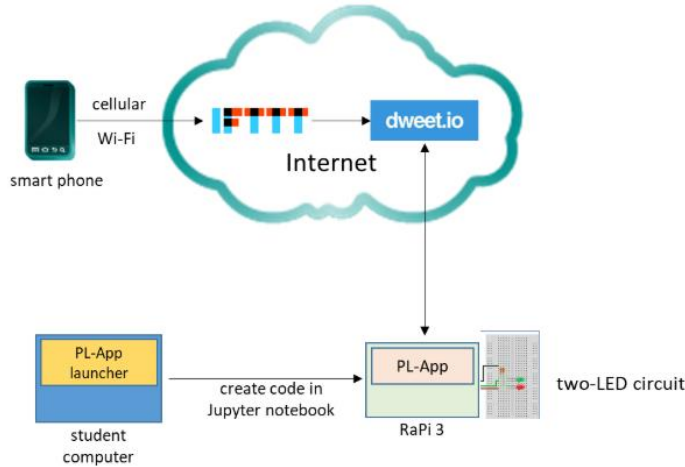 cellular
Wi-Fi
smart phone
IFTTT
dweet.io
Internet
PL-App
launcher
student
computer
create code in
Jupyter notebook
PL-App
RaPi 3
two-LED circuit